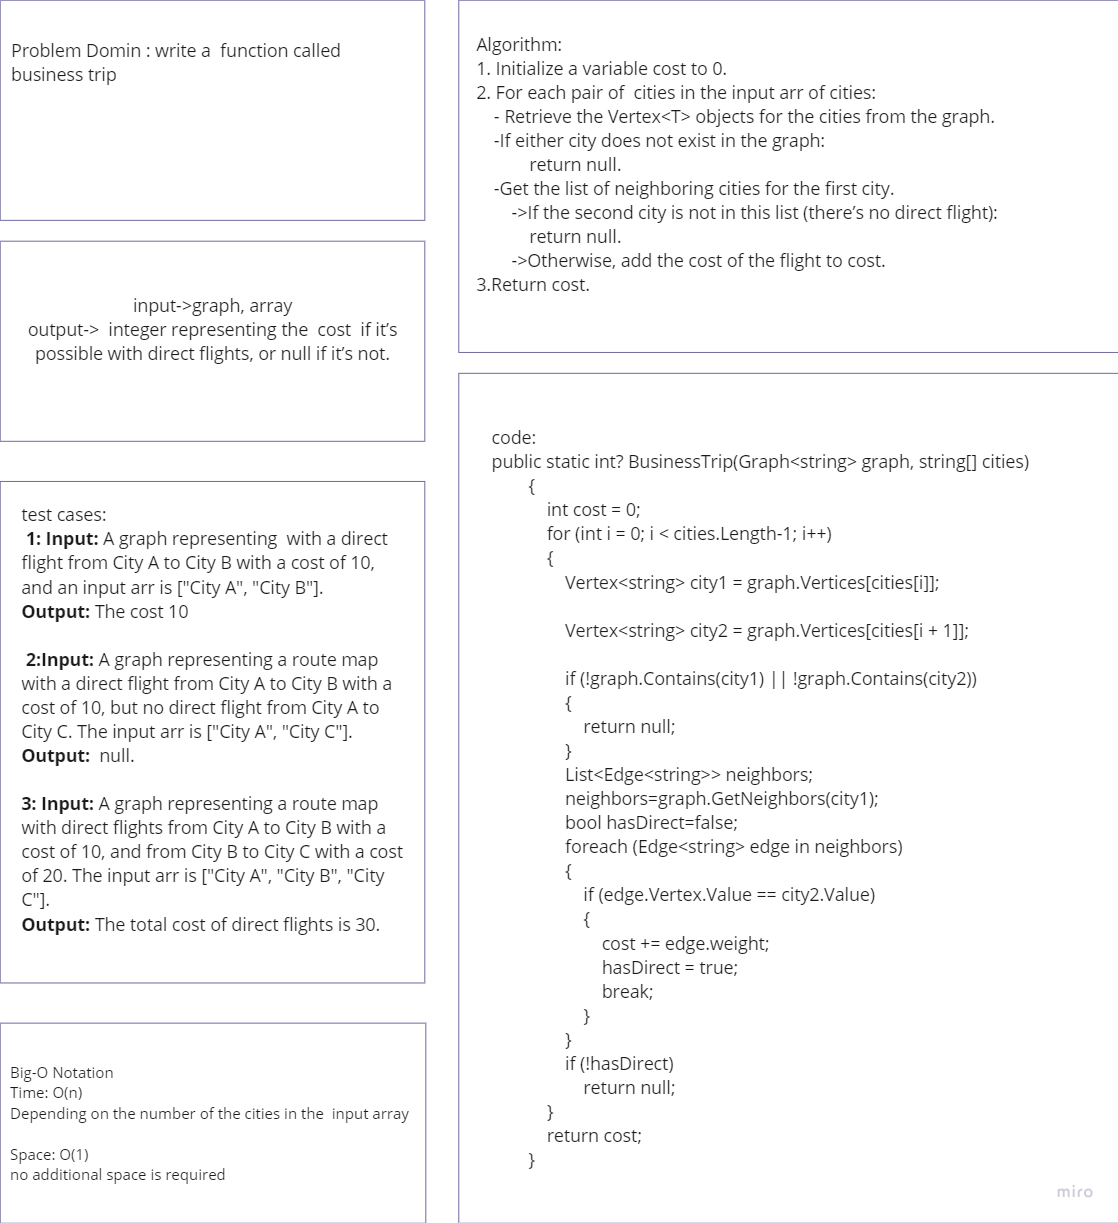 Problem Domin : write a  function called
business trip
input->graph, array
output->  integer representing the  cost  if it’s
possible with direct flights, or null if it’s not.
test cases:
1: Input: A graph representing  with a direct
flight from City A to City B with a cost of 10,
and an input arr is ["City A", "City B"].
Output: The cost 10
2:Input: A graph representing a route map
with a direct flight from City A to City B with a
cost of 10, but no direct flight from City A to
City C. The input arr is ["City A", "City C"].
Output:  null.
3: Input: A graph representing a route map
with direct flights from City A to City B with a
cost of 10, and from City B to City C with a cost
of 20. The input arr is ["City A", "City B", "City
C"].
Output: The total cost of direct flights is 30.
Big-O Notation
Time: O(n)
Depending on the number of the cities in the  input array
Space: O(1)
no additional space is required
Algorithm:
1. Initialize a variable cost to 0.
2. For each pair of  cities in the input arr of cities:
- Retrieve the Vertex<T> objects for the cities from the graph.
-If either city does not exist in the graph:
return null.
-Get the list of neighboring cities for the first city.
->If the second city is not in this list (there’s no direct flight):
return null.
->Otherwise, add the cost of the flight to cost.
3.Return cost.
code:
public static int? BusinessTrip(Graph<string> graph, string[] cities)
{
int cost = 0;
for (int i = 0; i < cities.Length-1; i++)
{
Vertex<string> city1 = graph.Vertices[cities[i]];
Vertex<string> city2 = graph.Vertices[cities[i + 1]];
if (!graph.Contains(city1) || !graph.Contains(city2))
{
return null;
}
List<Edge<string>> neighbors;
neighbors=graph.GetNeighbors(city1);
bool hasDirect=false;
foreach (Edge<string> edge in neighbors)
{
if (edge.Vertex.Value == city2.Value)
{
cost += edge.weight;
hasDirect = true;
break;
}
}
if (!hasDirect)
return null;
}
return cost;
}
miro